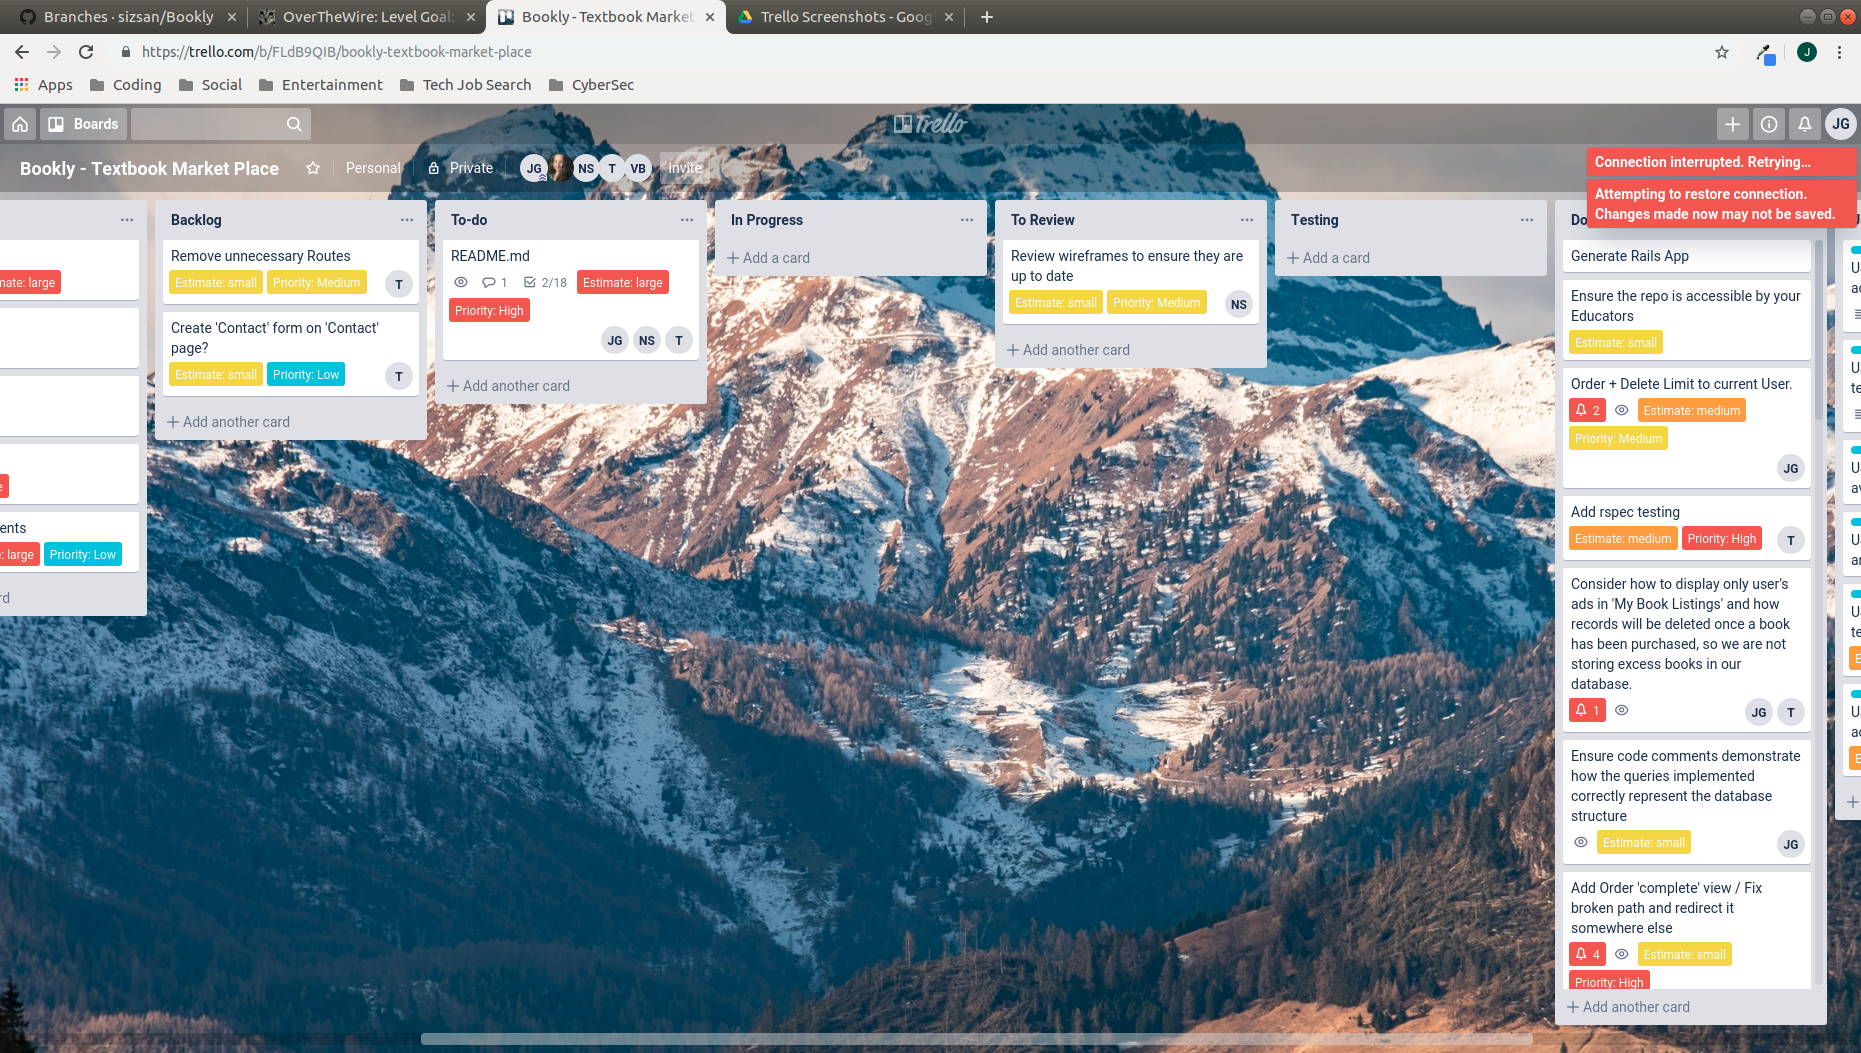 Branches · sizsan/Bookly
OverTheWire: Level Goal:
Bookly - Textbook Market
Trello Screenshots - Goog
https://trello.com/b/FLdB9QIB/bookly-textbook-market-place
J
Apps
Coding
Social
Entertainment
Tech Job Search
CyberSec
Boards
Trello
JG
Bookly - Textbook Market Place
Personal
Private
JG
NS
T
VB
Invite
Connection interrupted. Retrying...
Attempting to restore connection.
Changes made now may not be saved.
mate: large
ents
: large
Priority: Low
rd
Backlog
Remove unnecessary Routes
Estimate: small
Priority: Medium
T
Create 'Contact' form on 'Contact'
page?
Estimate: small
Priority: Low
T
+ Add another card
To-do
README.md
1
2/18
Estimate: large
Priority: High
JG
NS
T
+ Add another card
In Progress
+ Add a card
To Review
Review wireframes to ensure they are
up to date
Estimate: small
Priority: Medium
NS
+ Add another card
Testing
+ Add a card
Do
Generate Rails App
Ensure the repo is accessible by your
Educators
Estimate: small
Order + Delete Limit to current User.
2
Estimate: medium
Priority: Medium
JG
Add rspec testing
Estimate: medium
Priority: High
T
Consider how to display only user's
ads in 'My Book Listings' and how
records will be deleted once a book
has been purchased, so we are not
storing excess books in our
database.
1
JG
T
Ensure code comments demonstrate
how the queries implemented
correctly represent the database
structure
Estimate: small
JG
Add Order 'complete' view / Fix
broken path and redirect it
somewhere else
4
Estimate: small
Priority: High
+ Add another card